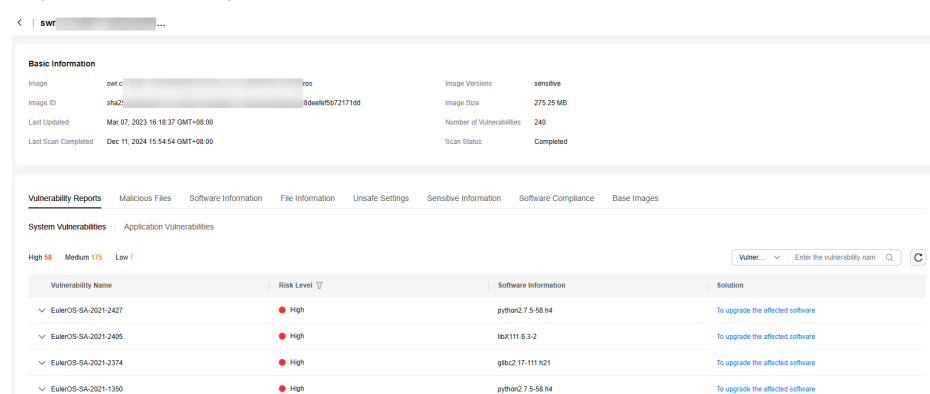 swr ...
Basic Information
Image swr.c ros Image Versions sensitive
Image ID sha25 8deefef5b72171dd Image Size 275.25 MB
Last Updated Mar 07, 2023 16:18:37 GMT+08:00 Number of Vulnerabilities 240
Last Scan Completed Dec 11, 2024 15:54:54 GMT+08:00 Scan Status Completed
Vulnerability Reports Malicious Files Software Information File Information Unsafe Settings Sensitive Information Software Compliance Base Images
System Vulnerabilities Application Vulnerabilities
High 58 Medium 175 Low 7 Vulner... Enter the vulnerability nam
Vulnerability Name Risk Level Software Information Solution
EulerOS-SA-2021-2427 High python2.7.5-58.h4 To upgrade the affected software
EulerOS-SA-2021-2405 High libX111.6.3-2 To upgrade the affected software
EulerOS-SA-2021-2374 High glibc2.17-111.h21 To upgrade the affected software
EulerOS-SA-2021-1350 High python2.7.5-58.h4 To upgrade the affected software